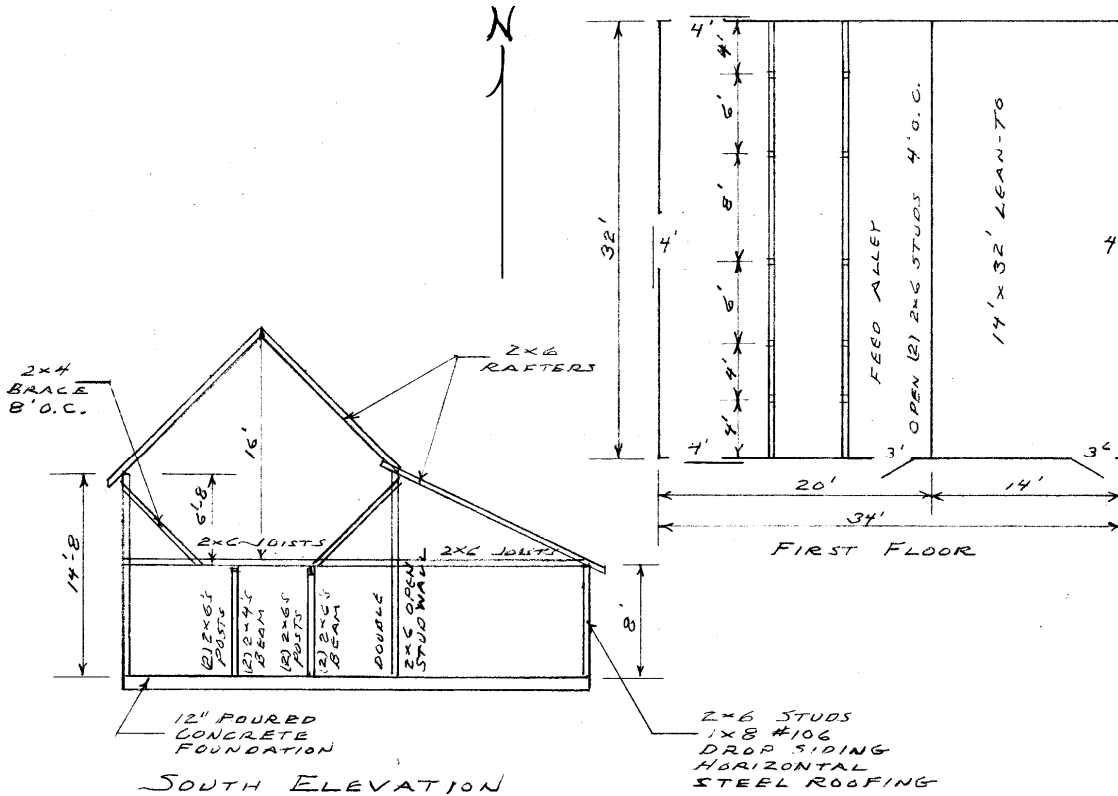 N
4'
4'
6'
8'
6'
4'
4'
4'
32'
4'
FEED ALLEY
OPEN (2) 2x6 STUDS 4' O.C.
14' x 32' LEAN-TO
4
3'
3'
20'
14'
34'
FIRST FLOOR
2x4
BRACE
8' O.C.
2x6
RAFTERS
16'
6'-8
14'-8
2x6 JOISTS
2x6 JOISTS
(2) 2x6's
POSTS
(2) 2x4's
BEAM
(2) 2x6's
POSTS
(2) 2x6's
BEAM
DOUBLE
2x6 OPEN
STUD WALL
8'
12" POURED
CONCRETE
FOUNDATION
2x6 STUDS
1x8 #106
DROP SIDING
HORIZONTAL
STEEL ROOFING
SOUTH ELEVATION